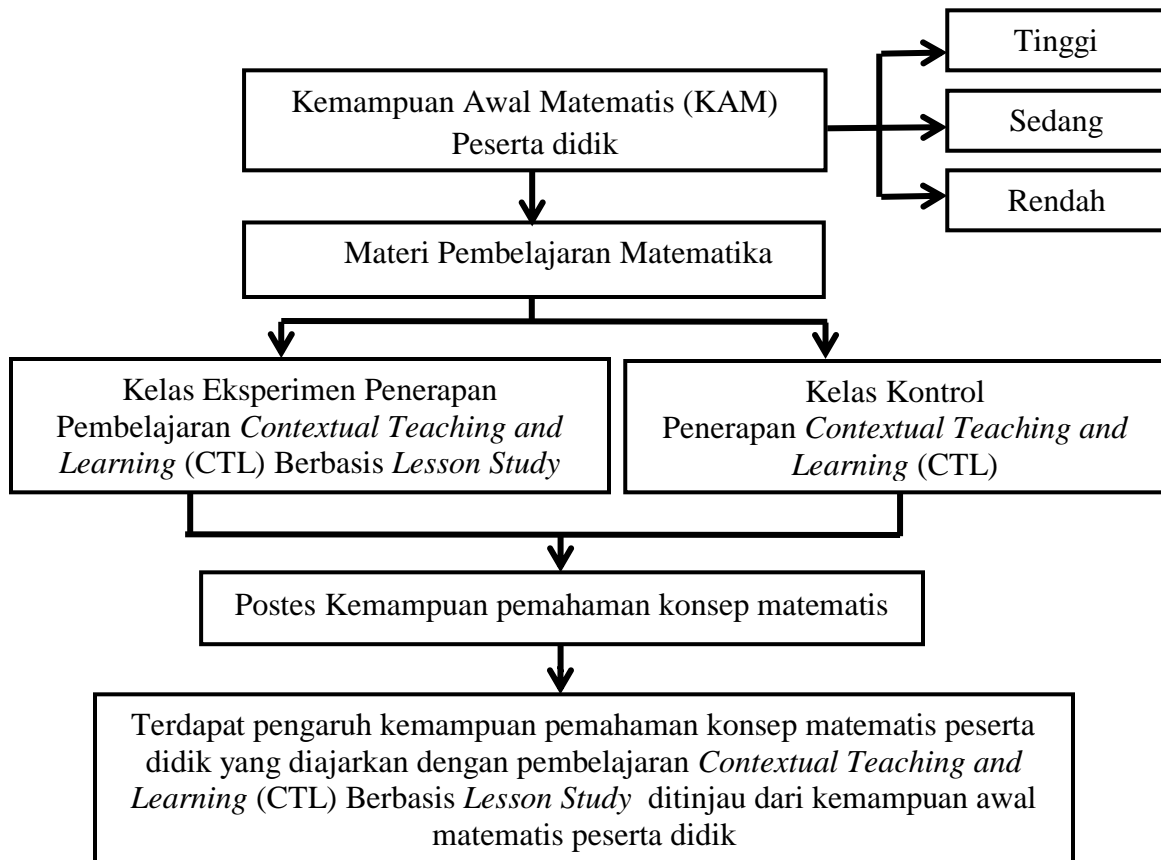 Tinggi
Kemampuan Awal Matematis (KAM)
Peserta didik
Sedang
Rendah
Materi Pembelajaran Matematika
Kelas Eksperimen Penerapan
Pembelajaran Contextual Teaching and
Learning (CTL) Berbasis Lesson Study
Kelas Kontrol
Penerapan Contextual Teaching and
Learning (CTL)
Postes Kemampuan pemahaman konsep matematis
Terdapat pengaruh kemampuan pemahaman konsep matematis peserta
didik yang diajarkan dengan pembelajaran Contextual Teaching and
Learning (CTL) Berbasis Lesson Study ditinjau dari kemampuan awal
matematis peserta didik